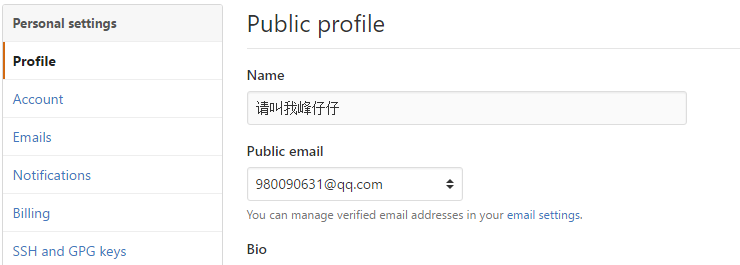 Personal settings
Profile
Account
Emails
Notifications
Billing
SSH and GPG keys
Public profile
Name
请叫我峰仔仔
Public email
980090631@qq.com
You can manage verified email addresses in your email settings.
Bio